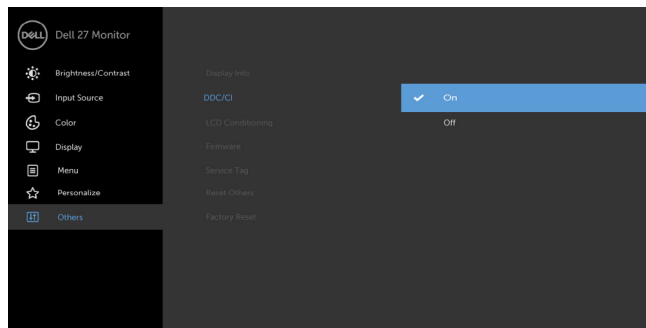 DELL
Dell 27 Monitor
Brightness/Contrast
Input Source
Color
Display
Menu
Personalize
Others
Display Info
DDC/CI
LCD Conditioning
Firmware
Service Tag
Reset Others
Factory Reset
On
Off